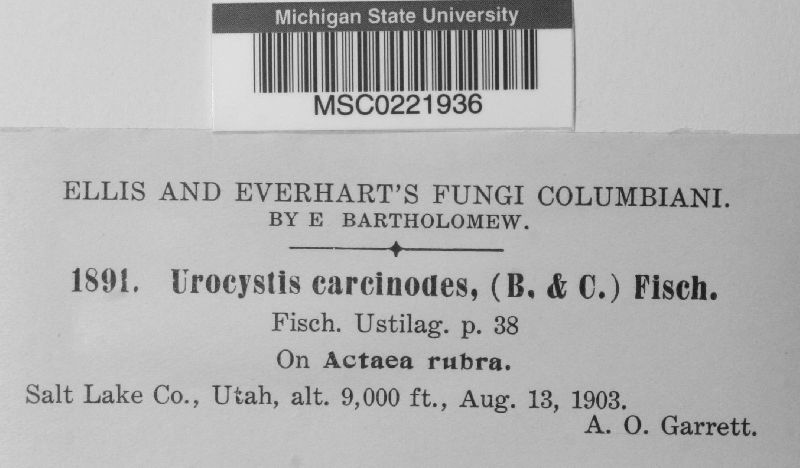 Michigan State University
MSC0221936
ELLIS AND EVERHART'S FUNGI COLUMBIANI.
BY E BARTHOLOMEW.
1891. Urocystis carcinodes, (B. & C.) Fisch.
Fisch. Ustilag. p. 38
On Actaea rubra.
Salt Lake Co., Utah, alt. 9,000 ft., Aug. 13, 1903.
A. O. Garrett.